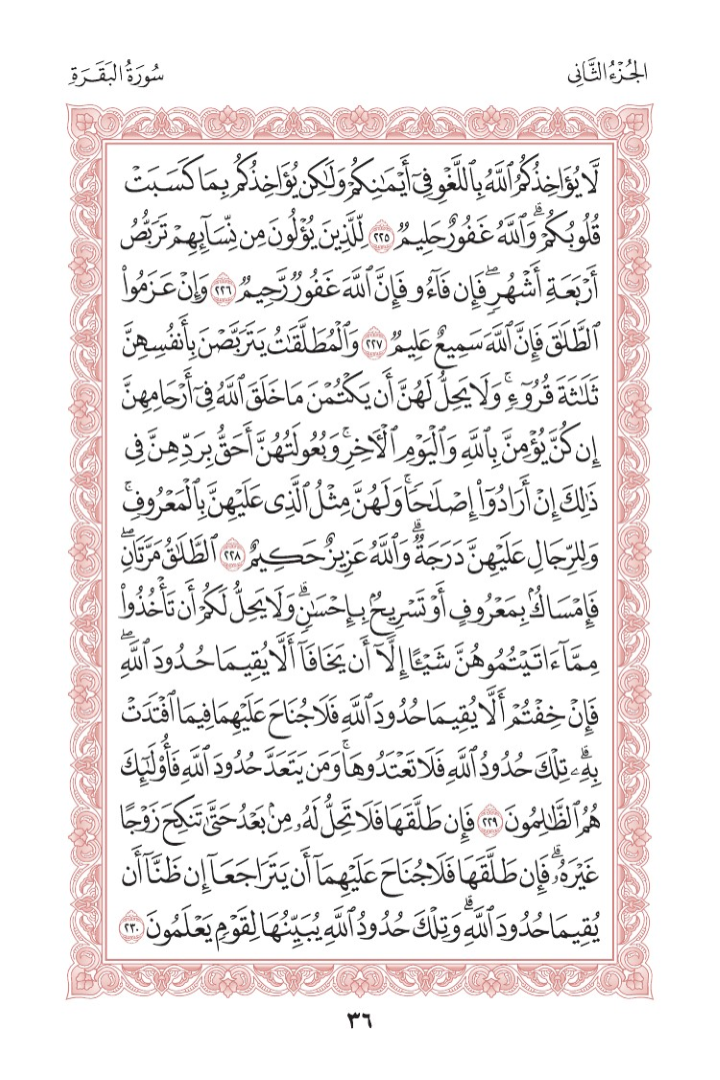 الجُزْءُ الثَّانِى
سُورَةُ البَقَرَةِ
لَّا يُؤَاخِذُكُمُ ٱللَّهُ بِٱللَّغۡوِ فِىٓ أَيۡمَٰنِكُمۡ وَلَٰكِن يُؤَاخِذُكُم بِمَا كَسَبَتۡ
قُلُوبُكُمۡۗ وَٱللَّهُ غَفُورٌ حَلِيمٞ ٢٢٥ لِّلَّذِينَ يُؤۡلُونَ مِن نِّسَآئِهِمۡ تَرَبُّصُ
أَرۡبَعَةِ أَشۡهُرٖۖ فَإِن فَآءُو فَإِنَّ ٱللَّهَ غَفُورٞ رَّحِيمٞ ٢٢٦ وَإِنۡ عَزَمُواْ
ٱلطَّلَٰقَ فَإِنَّ ٱللَّهَ سَمِيعٌ عَلِيمٞ ٢٢٧ وَٱلۡمُطَلَّقَٰتُ يَتَرَبَّصۡنَ بِأَنفُسِهِنَّ
ثَلَٰثَةَ قُرُوٓءٖۚ وَلَا يَحِلُّ لَهُنَّ أَن يَكۡتُمۡنَ مَا خَلَقَ ٱللَّهُ فِىٓ أَرۡحَامِهِنَّ
إِن كُنَّ يُؤۡمِنَّ بِٱللَّهِ وَٱلۡيَوۡمِ ٱلۡأٓخِرِۚ وَبُعُولَتُهُنَّ أَحَقُّ بِرَدِّهِنَّ فِى
ذَٰلِكَ إِنۡ أَرَادُوٓاْ إِصۡلَٰحٗاۚ وَلَهُنَّ مِثۡلُ ٱلَّذِى عَلَيۡهِنَّ بِٱلۡمَعۡرُوفِۚ
وَلِلرِّجَالِ عَلَيۡهِنَّ دَرَجَةٞۗ وَٱللَّهُ عَزِيزٌ حَكِيمٌ ٢٢٨ ٱلطَّلَٰقُ مَرَّتَانِۖ
فَإِمۡسَاكُۢ بِمَعۡرُوفٍ أَوۡ تَسۡرِيحُۢ بِإِحۡسَٰنٖۗ وَلَا يَحِلُّ لَكُمۡ أَن تَأۡخُذُواْ
مِمَّآ ءَاتَيۡتُمُوهُنَّ شَيۡـًٔا إِلَّآ أَن يَخَافَآ أَلَّا يُقِيمَا حُدُودَ ٱللَّهِۖ
فَإِنۡ خِفۡتُمۡ أَلَّا يُقِيمَا حُدُودَ ٱللَّهِ فَلَا جُنَاحَ عَلَيۡهِمَا فِيمَا ٱفۡتَدَتۡ
بِهِۦۗ تِلۡكَ حُدُودُ ٱللَّهِ فَلَا تَعۡتَدُوهَاۚ وَمَن يَتَعَدَّ حُدُودَ ٱللَّهِ فَأُوْلَٰٓئِكَ
هُمُ ٱلظَّٰلِمُونَ ٢٢٩ فَإِن طَلَّقَهَا فَلَا تَحِلُّ لَهُۥ مِنۢ بَعۡدُ حَتَّىٰ تَنكِحَ زَوۡجًا
غَيۡرَهُۥۗ فَإِن طَلَّقَهَا فَلَا جُنَاحَ عَلَيۡهِمَآ أَن يَتَرَاجَعَآ إِن ظَنَّآ أَن
يُقِيمَا حُدُودَ ٱللَّهِۗ وَتِلۡكَ حُدُودُ ٱللَّهِ يُبَيِّنُهَا لِقَوۡمٖ يَعۡلَمُونَ ٢٣٠
٣٦